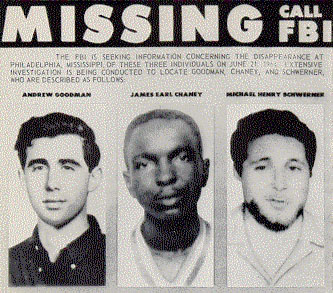 MISSING CALL
FBI
THE FBI IS SEEKING INFORMATION CONCERNING THE DISAPPEARANCE AT
PHILADELPHIA, MISSISSIPPI, OF THESE THREE INDIVIDUALS ON JUNE 21, EXTENSIVE
INVESTIGATION IS BEING CONDUCTED TO LOCATE GOODMAN, CHANEY, AND SCHWERNER,
WHO ARE DESCRIBED AS FOLLOWS:
ANDREW GOODMAN JAMES EARL CHANEY MICHAEL HENRY SCHWERNER